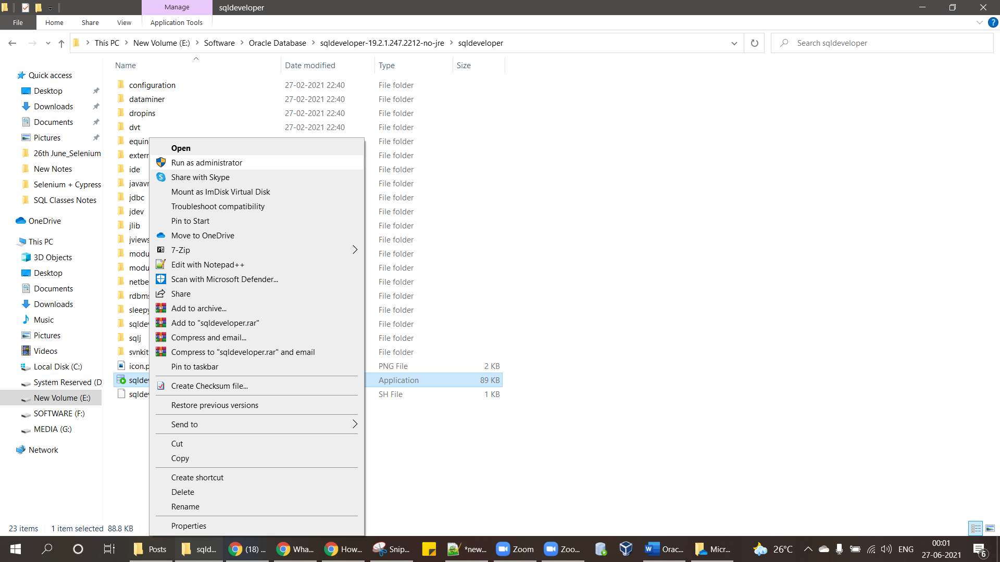 Manage
sqldeveloper
File
Home
Share
View
Application Tools
This PC
New Volume (E:)
Software
Oracle Database
sqldeveloper-19.2.1.247.2212-no-jre
sqldeveloper
Search sqldeveloper
Name
Date modified
Type
Size
Quick access
Desktop
Downloads
Documents
Pictures
26th June_Selenium
New Notes
Selenium + Cypress
SQL Classes Notes
OneDrive
This PC
3D Objects
Desktop
Documents
Downloads
Music
Pictures
Videos
Local Disk (C:)
System Reserved (D
New Volume (E:)
SOFTWARE (F:)
MEDIA (G:)
Network
configuration 27-02-2021 22:40 File folder
dataminer 27-02-2021 22:40 File folder
dropins 27-02-2021 22:40 File folder
dvt 27-02-2021 22:40 File folder
equin File folder
extern File folder
ide File folder
javavr File folder
jdbc File folder
jdev File folder
jlib File folder
jviews File folder
modu File folder
modu File folder
netbe File folder
rdbms File folder
sleepy File folder
sqldev File folder
sqlj File folder
svnkit File folder
icon.p PNG File 2 KB
sqldev Application 89 KB
sqldev SH File 1 KB
Open
Run as administrator
Share with Skype
Mount as ImDisk Virtual Disk
Troubleshoot compatibility
Pin to Start
Move to OneDrive
7-Zip
Edit with Notepad++
Scan with Microsoft Defender...
Share
Add to archive...
Add to "sqldeveloper.rar"
Compress and email...
Compress to "sqldeveloper.rar" and email
Pin to taskbar
Create Checksum file...
Restore previous versions
Send to
Cut
Copy
Create shortcut
Delete
Rename
Properties
23 items 1 item selected 88.8 KB
Posts
sqld...
(18) ...
Wha...
How...
Snip...
*new...
Zoom
Zoo...
Orac...
Micr...
26°C
ENG
00:01
27-06-2021
6